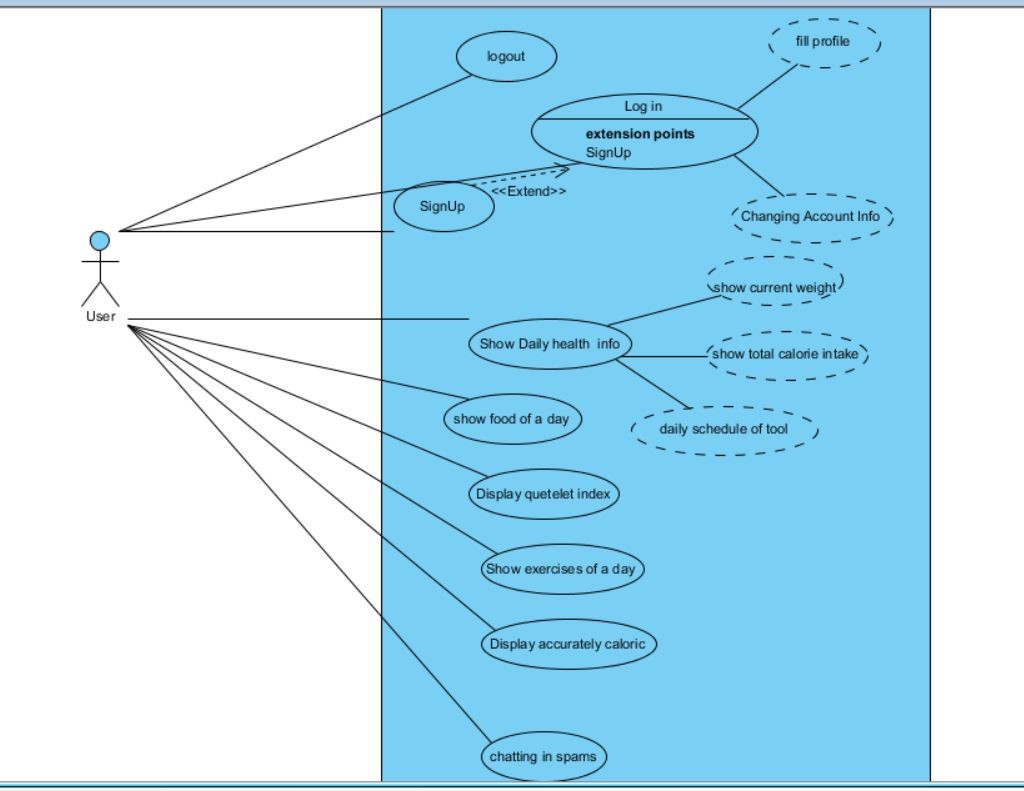 fill profile
logout
Log in
extension points
SignUp
<<Extend>>
SignUp
Changing Account Info
show current weight
User
Show Daily health info
show total calorie intake
show food of a day
daily schedule of tool
Display quetelet index
Show exercises of a day
Display accurately caloric
chatting in spams